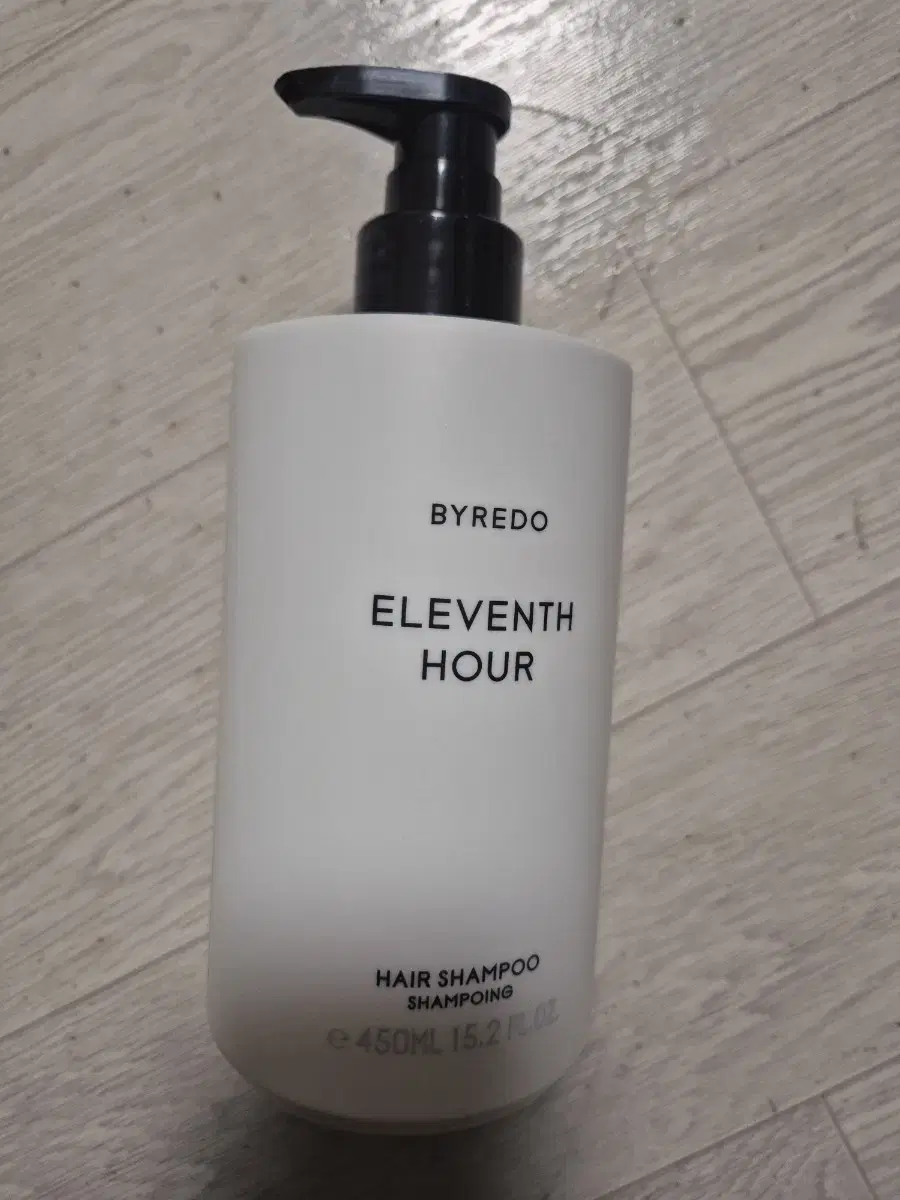 BYREDO
ELEVENTH
HOUR
HAIR SHAMPOO
SHAMPOING
℮ 450ML 15.2 FL.OZ.